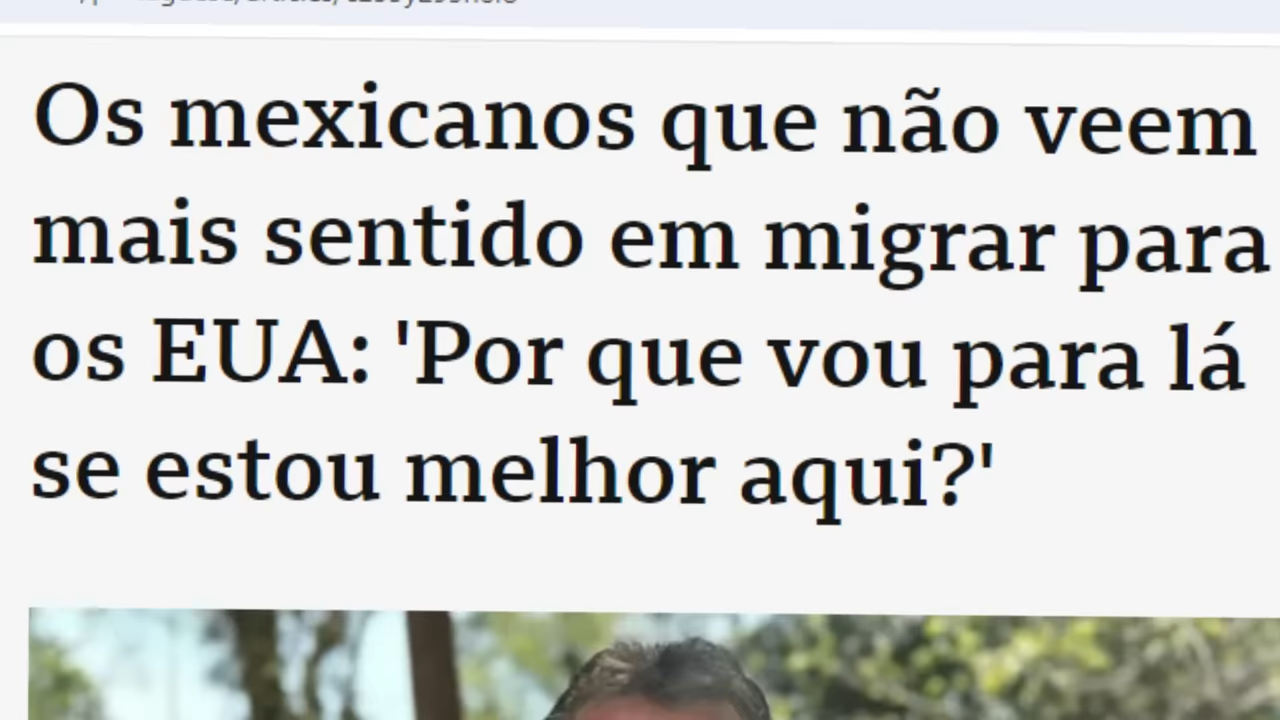 Os mexicanos que não veem
mais sentido em migrar para
os EUA: 'Por que vou para lá
se estou melhor aqui?'